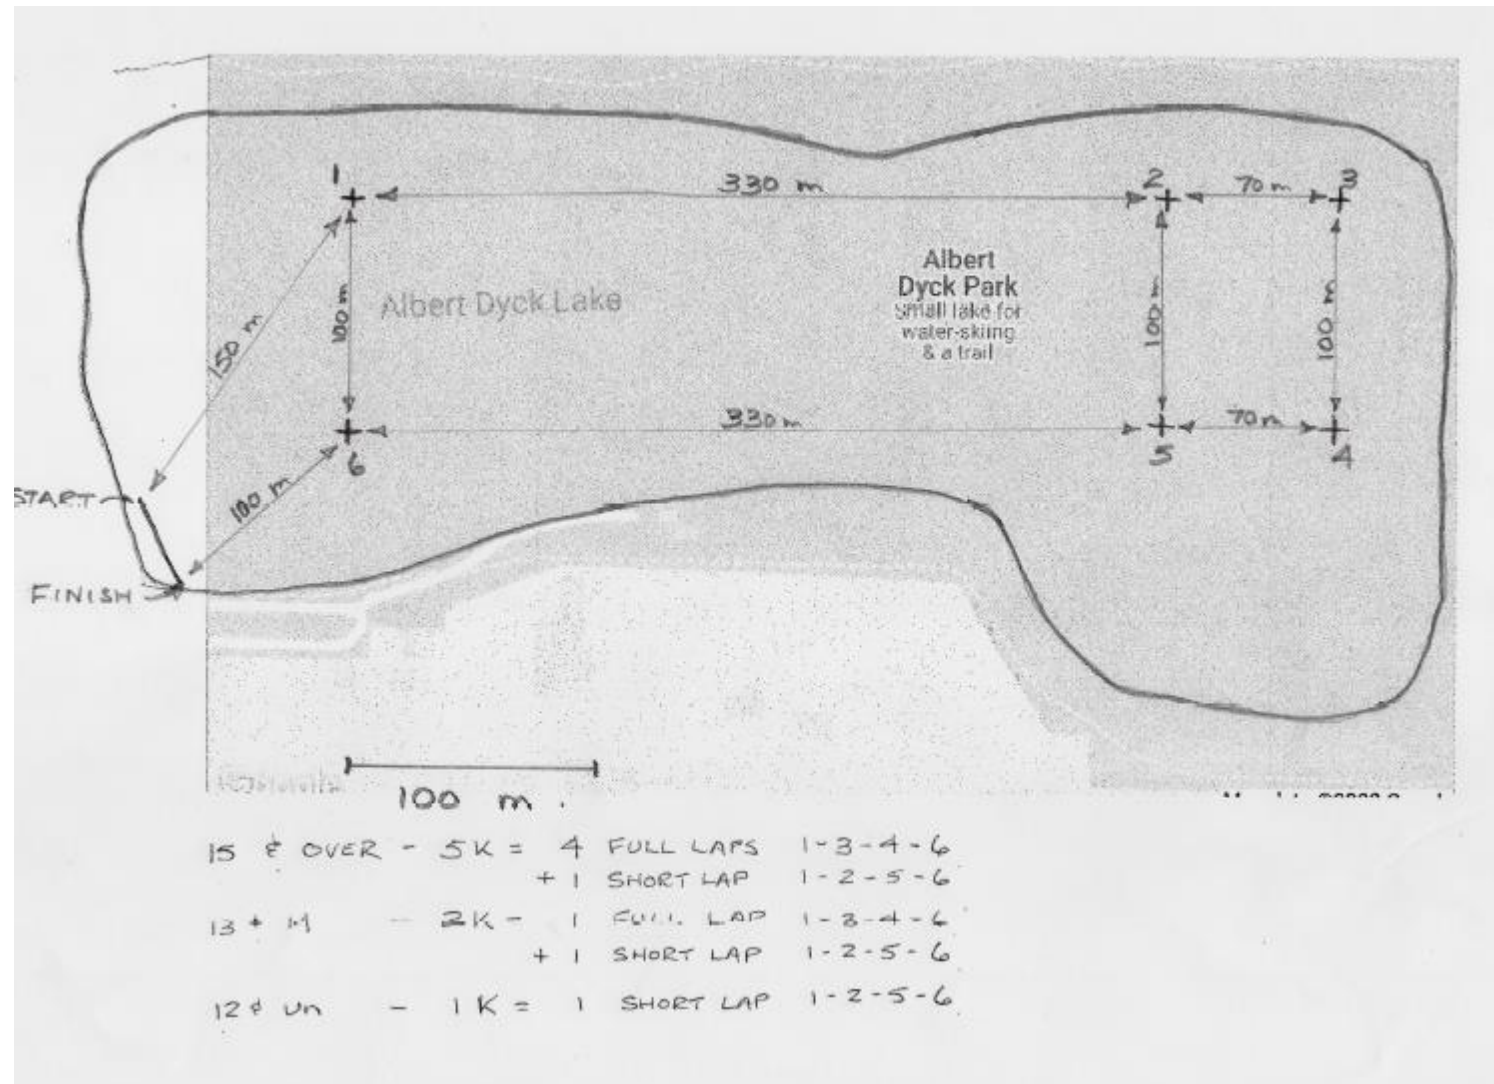 1
330 m
2
70 m
3
150 m
100 m
Albert Dyck Lake
Albert
Dyck Park
Small lake for
water-skiing
& a trail
100 m
100 m
330 m
70 m
6
5
4
START
100 m
FINISH
100 m.
15 & OVER - 5K = 4 FULL LAPS 1-3-4-6
+ 1 SHORT LAP 1-2-5-6
13 + - 2K - 1 FULL LAP 1-3-4-6
+ 1 SHORT LAP 1-2-5-6
12 & Un - 1K = 1 SHORT LAP 1-2-5-6